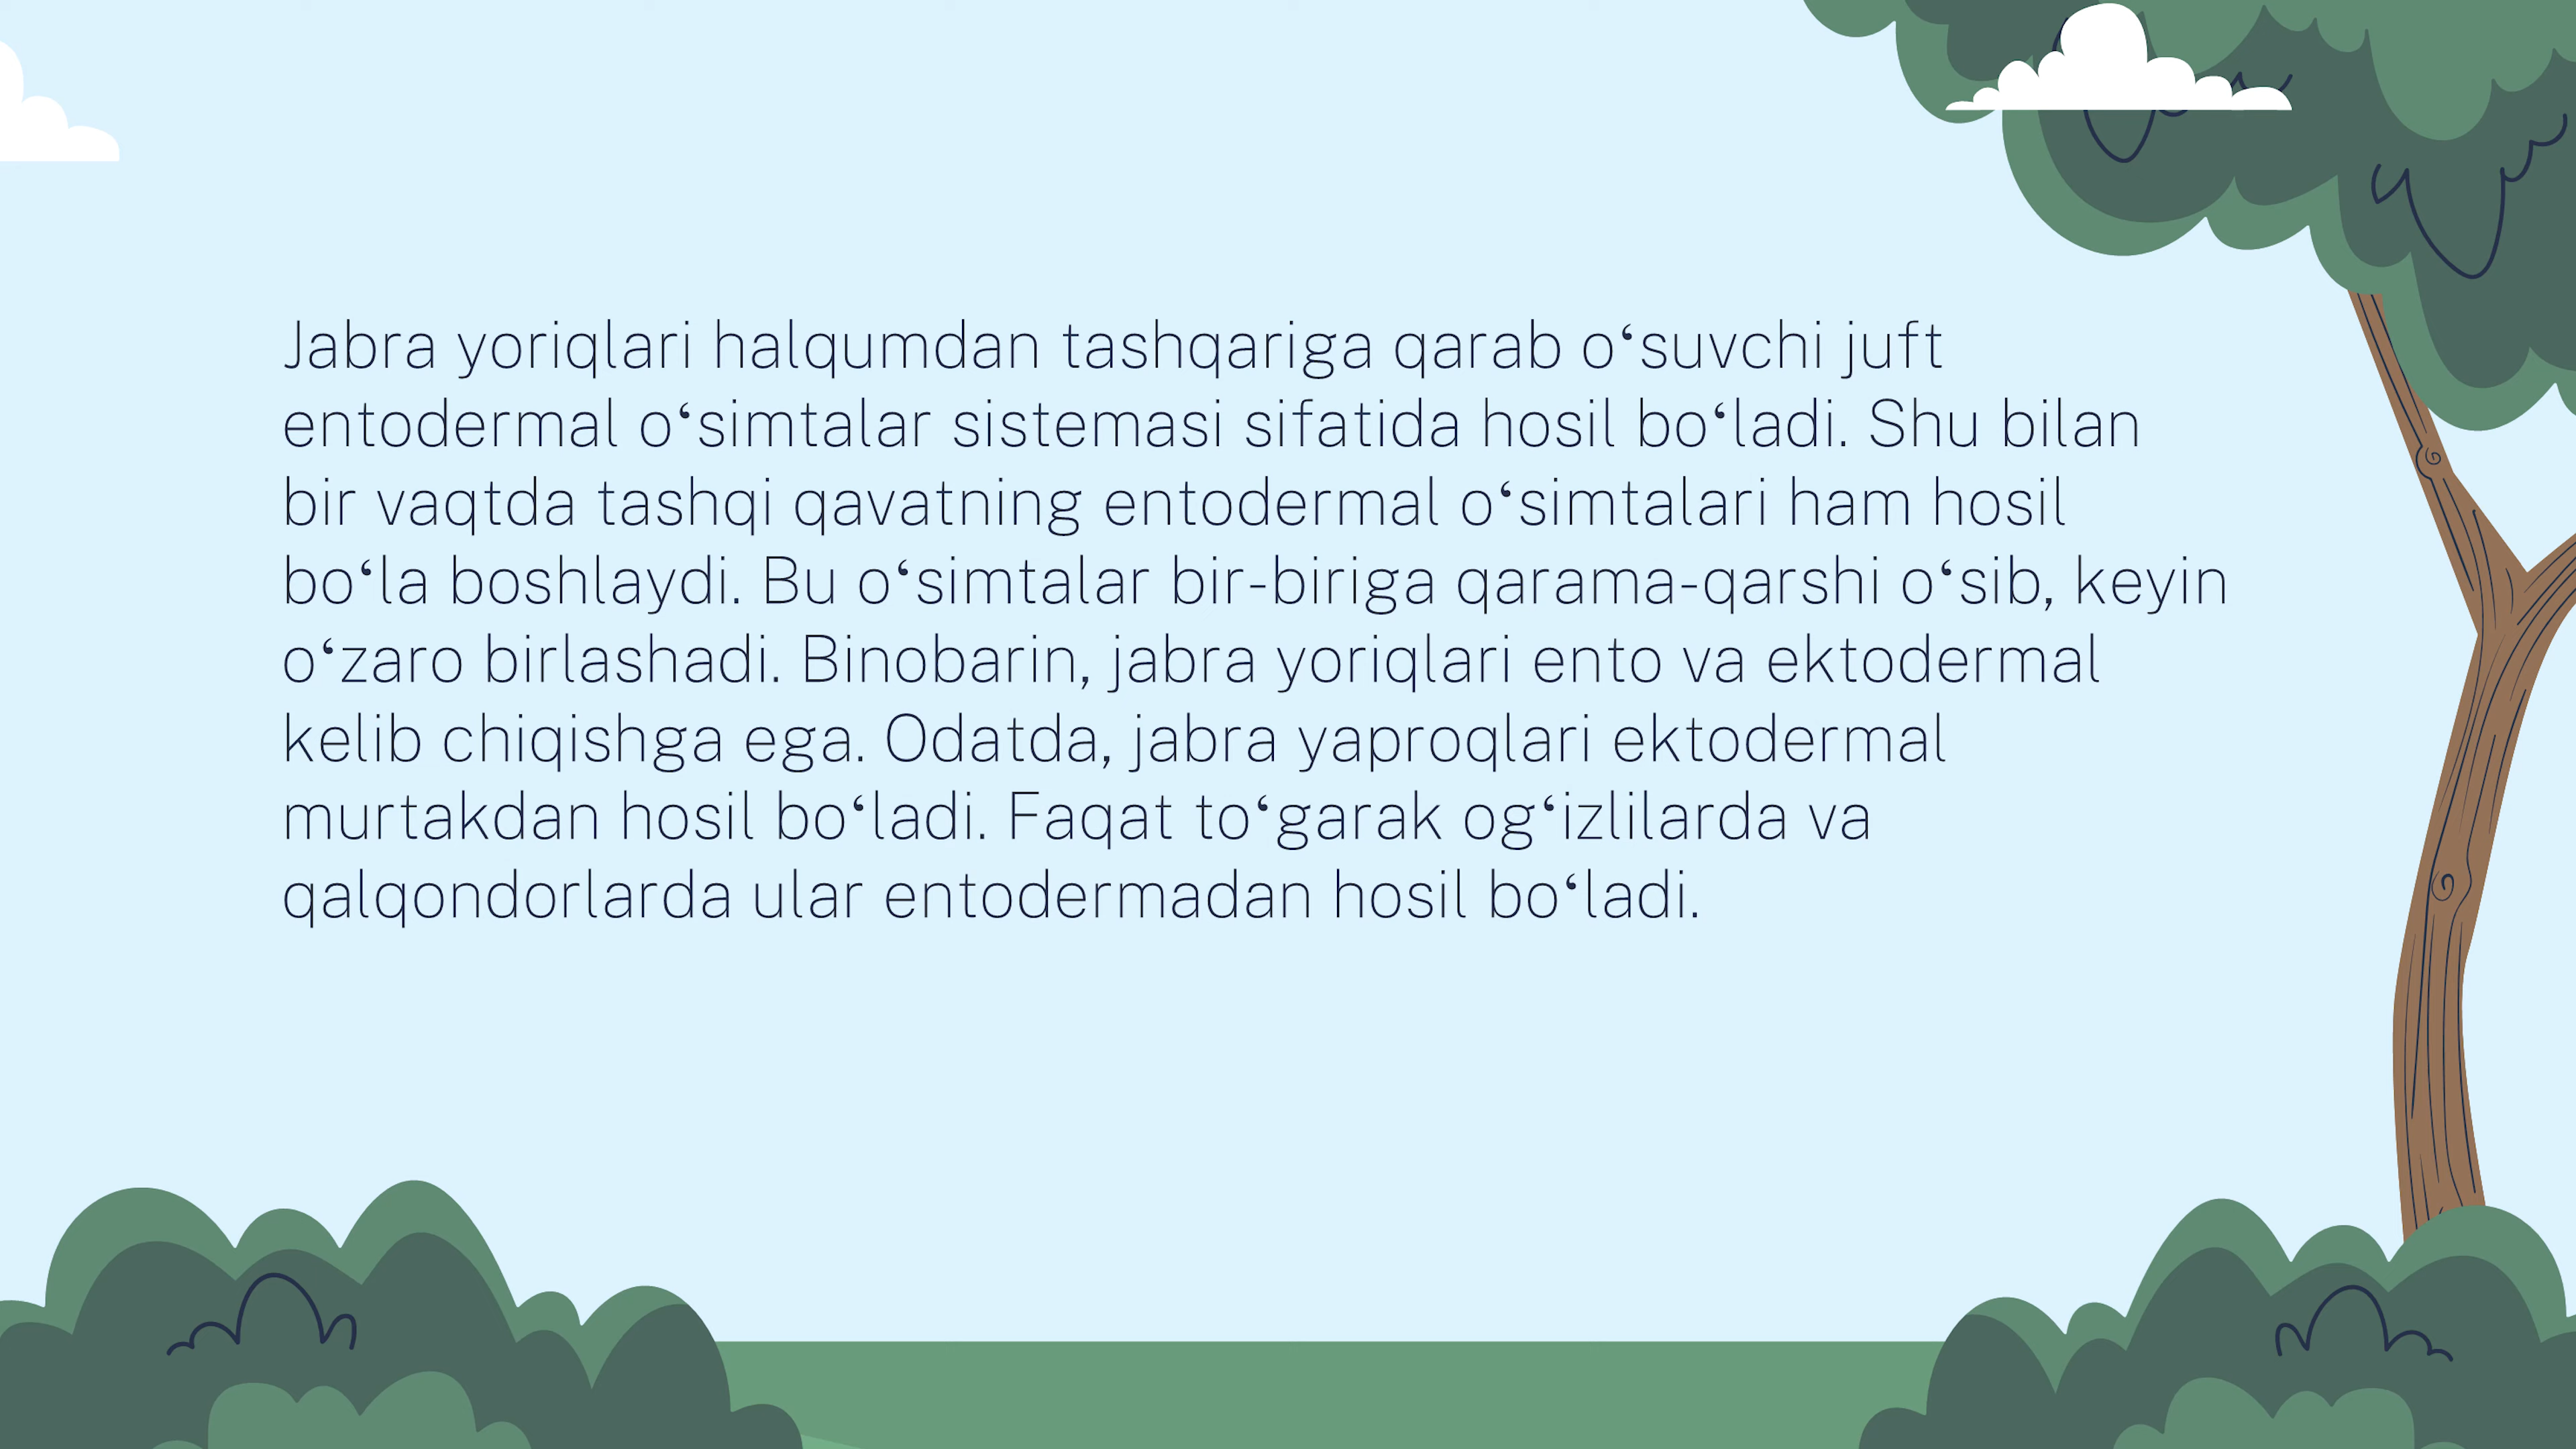 Jabra yoriqlari halqumdan tashqariga qarab o‘suvchi juft
entodermal o‘simtalar sistemasi sifatida hosil bo‘ladi. Shu bilan
bir vaqtda tashqi qavatning entodermal o‘simtalari ham hosil
bo‘la boshlaydi. Bu o‘simtalar bir-biriga qarama-qarshi o‘sib, keyin
o‘zaro birlashadi. Binobarin, jabra yoriqlari ento va ektodermal
kelib chiqishga ega. Odatda, jabra yaproqlari ektodermal
murtakdan hosil bo‘ladi. Faqat to‘garak og‘izlilarda va
qalqondorlarda ular entodermadan hosil bo‘ladi.